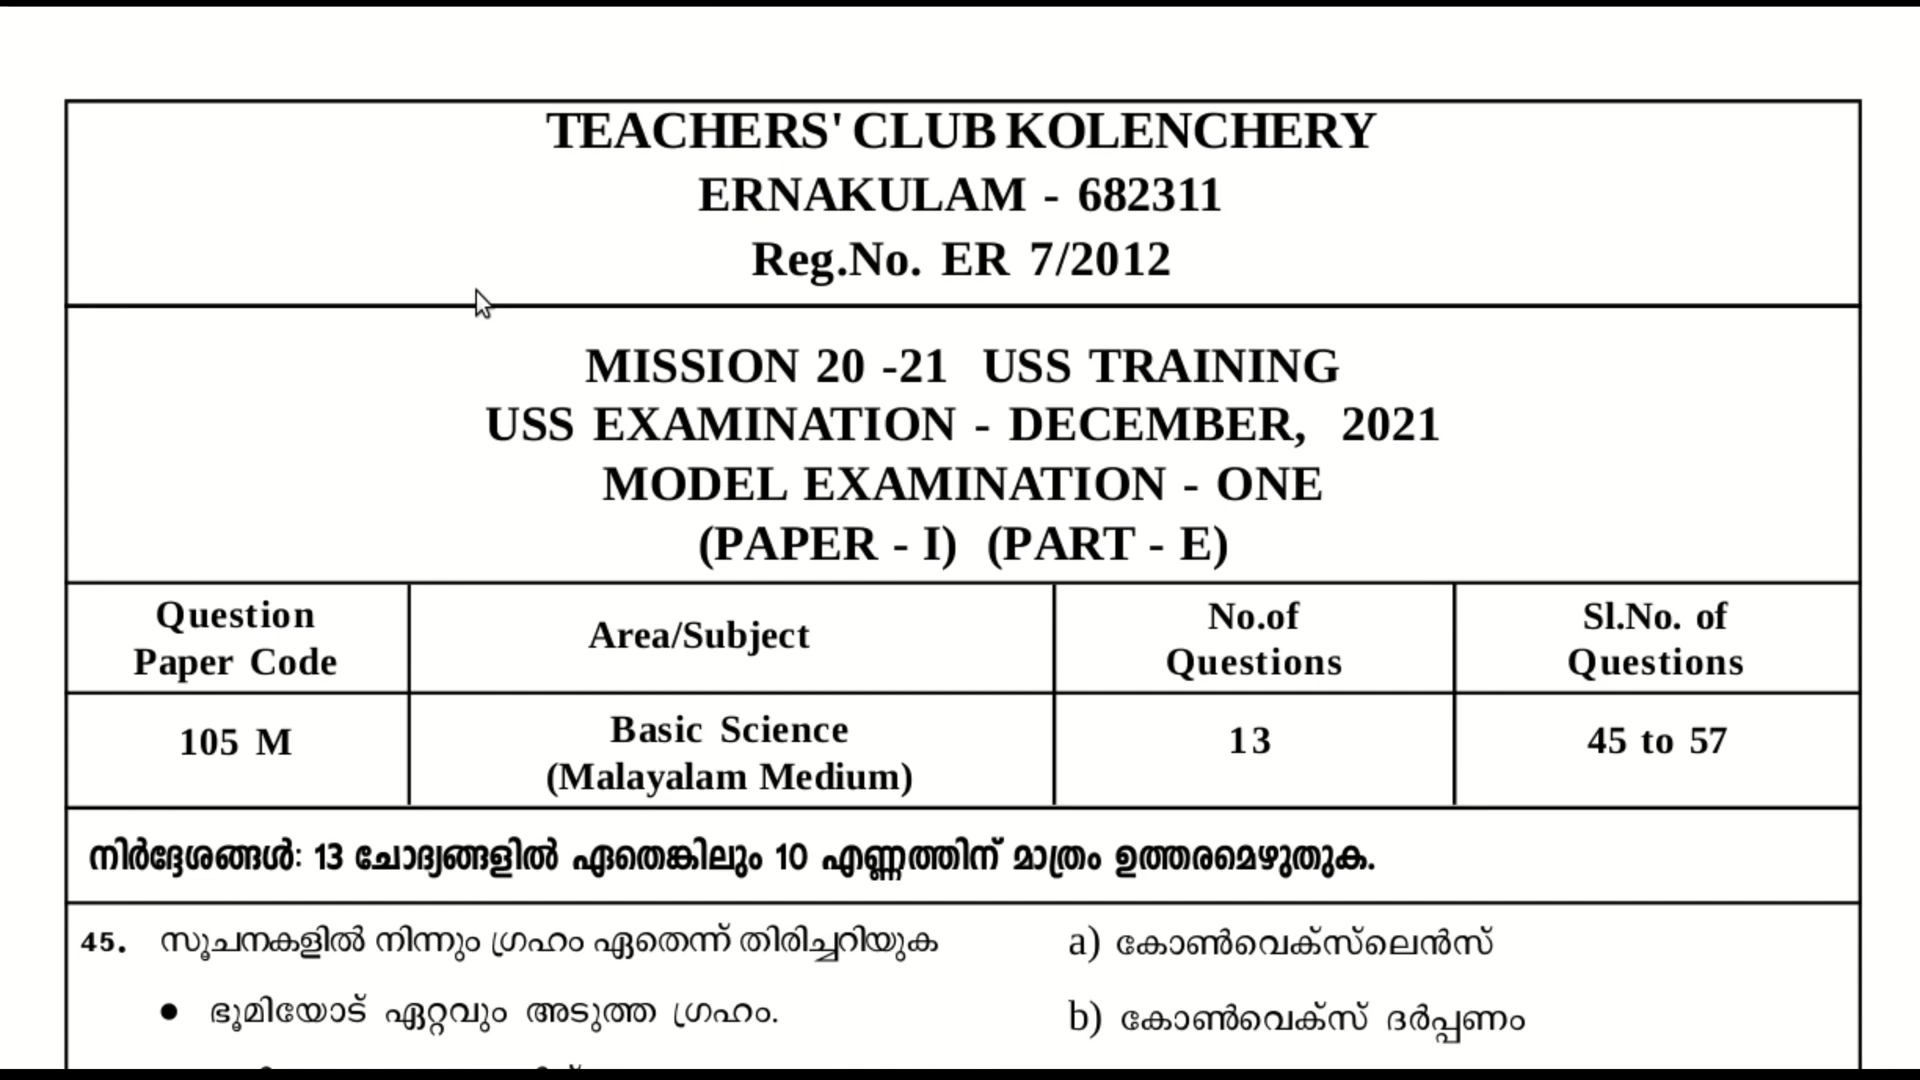 TEACHERS' CLUB KOLENCHERY
ERNAKULAM - 682311
Reg.No. ER 7/2012
MISSION 20 -21 USS TRAINING
USS EXAMINATION - DECEMBER, 2021
MODEL EXAMINATION - ONE
(PAPER - I) (PART - E)
Question Paper Code
Area/Subject
No.of Questions
Sl.No. of Questions
105 M
Basic Science
(Malayalam Medium)
13
45 to 57
നിർദ്ദേശങ്ങൾ: 13 ചോദ്യങ്ങളിൽ ഏതെങ്കിലും 10 എണ്ണത്തിന് മാത്രം ഉത്തരമെഴുതുക.
45. സൂചനകളിൽ നിന്നും ഗ്രഹം ഏതെന്ന് തിരിച്ചറിയുക
● ഭൂമിയോട് ഏറ്റവും അടുത്ത ഗ്രഹം.
a) കോൺവെക്സ്ലെൻസ്
b) കോൺവെക്സ് ദർപ്പണം